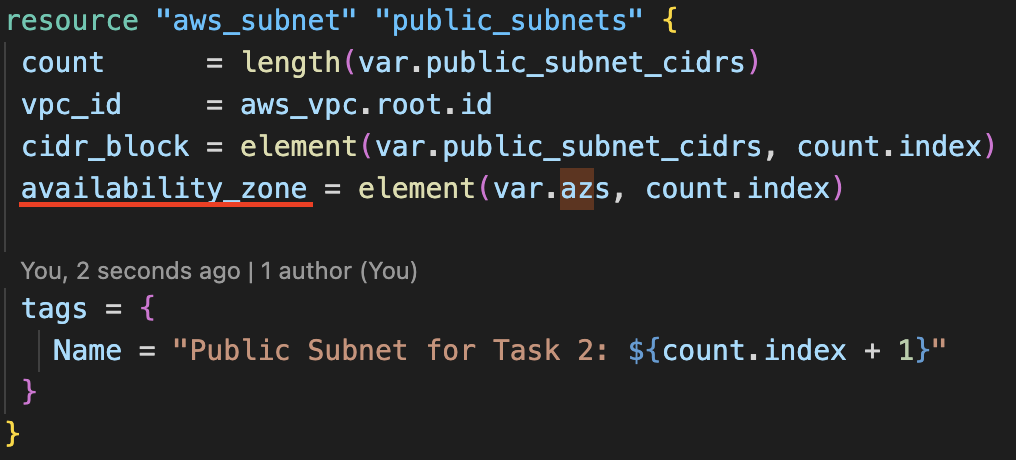 resource "aws_subnet" "public_subnets" {
count = length(var.public_subnet_cidrs)
vpc_id = aws_vpc.root.id
cidr_block = element(var.public_subnet_cidrs, count.index)
availability_zone = element(var.azs, count.index)
You, 2 seconds ago | 1 author (You)
tags = {
Name = "Public Subnet for Task 2: ${count.index + 1}"
}
}